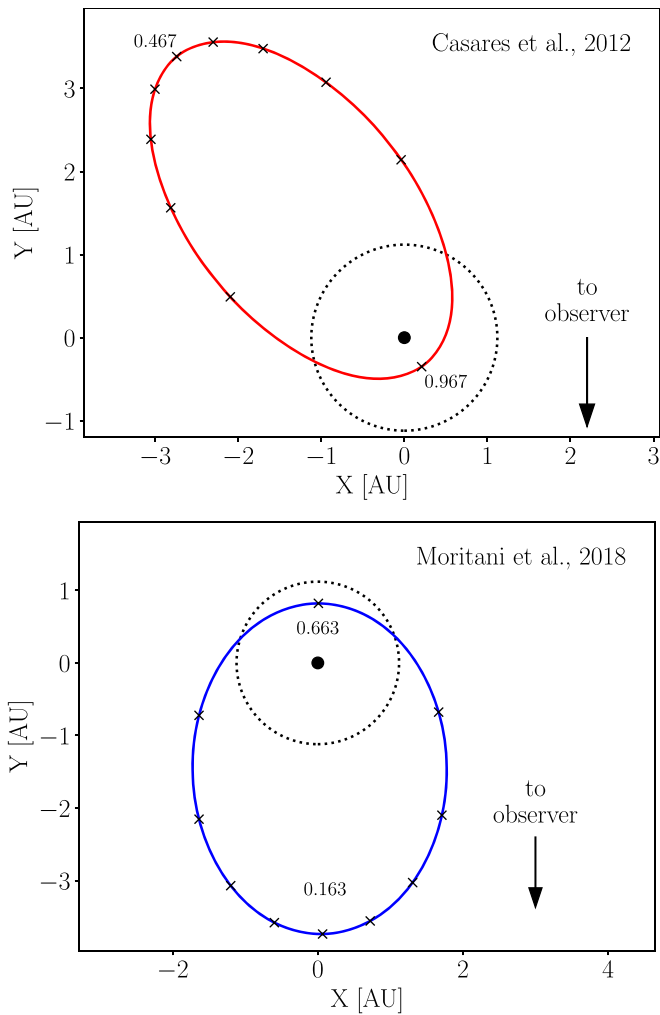 Casares et al., 2012
0.467
3
2
1
0
−1
Y [AU]
to
observer
0.967
−3
−2
−1
0
1
2
3
X [AU]
Moritani et al., 2018
1
0
−1
−2
−3
Y [AU]
0.663
to
observer
0.163
−2
0
2
4
X [AU]